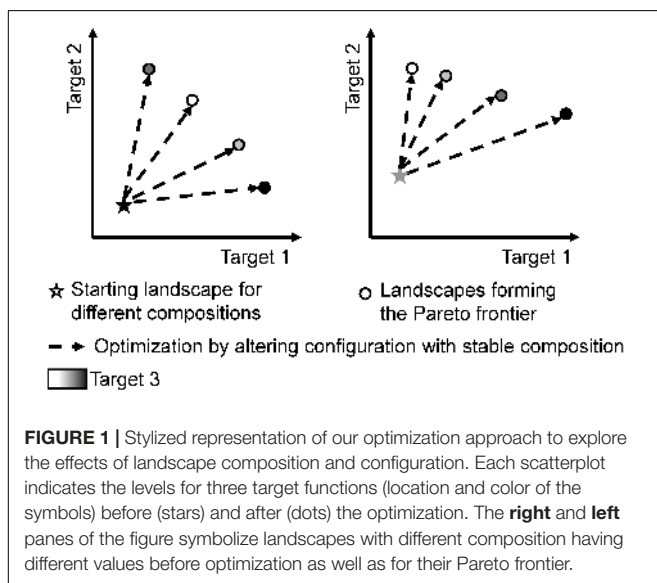 Target 2
Target 1
Target 2
Target 1
Starting landscape for
different compositions
Landscapes forming
the Pareto frontier
Optimization by altering configuration with stable composition
Target 3
FIGURE 1 | Stylized representation of our optimization approach to explore
the effects of landscape composition and configuration. Each scatterplot
indicates the levels for three target functions (location and color of the
symbols) before (stars) and after (dots) the optimization. The right and left
panes of the figure symbolize landscapes with different composition having
different values before optimization as well as for their Pareto frontier.